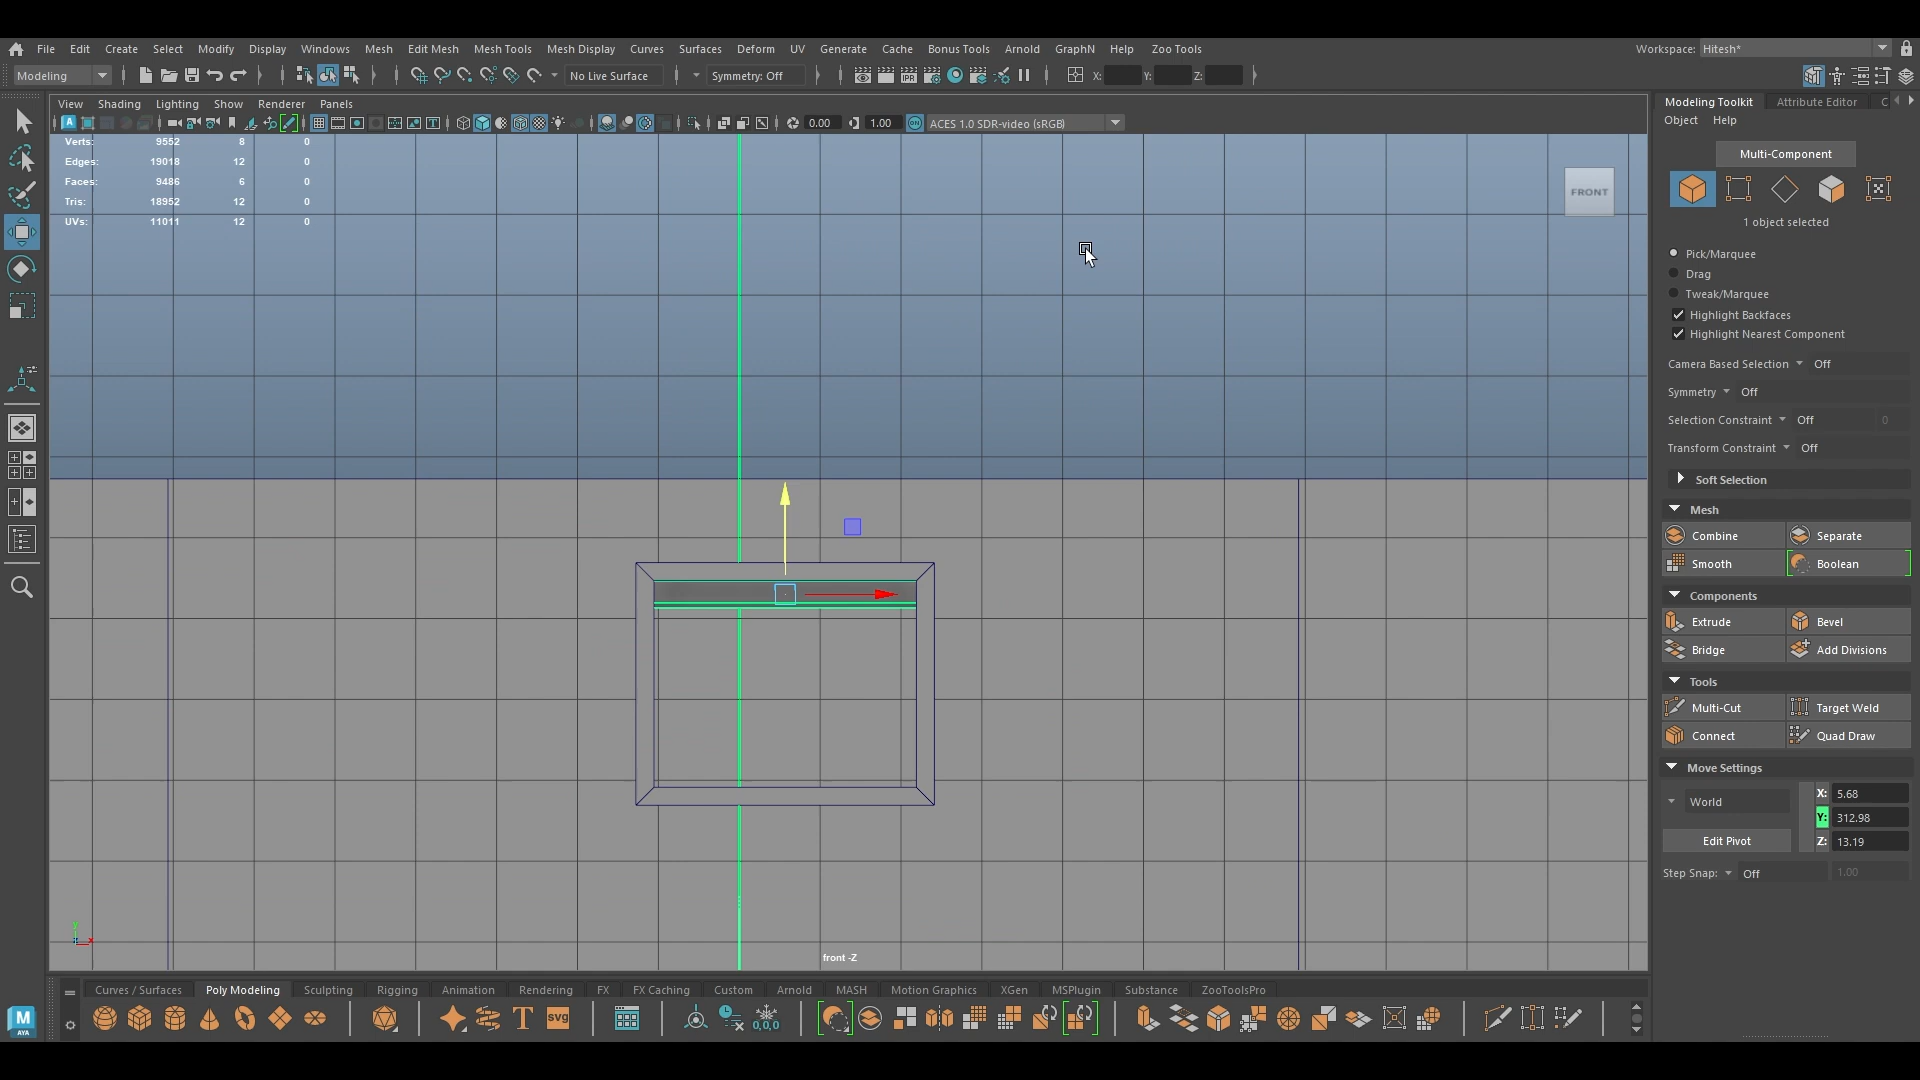 File Edit Create Select Modify Display Windows Mesh Edit Mesh Mesh Tools Mesh Display Curves Surfaces Deform UV Generate Cache Bonus Tools Arnold GraphN Help Zoo Tools Workspace: Hitesh*
Modeling No Live Surface Symmetry: Off IPR X: Y: Z:
View Shading Lighting Show Renderer Panels
0.00 1.00 ON ACES 1.0 SDR-video (sRGB)
Verts: 9552 8 0
Edges: 19018 12 0
Faces: 9486 6 0
Tris: 18952 12 0
UVs: 11011 12 0
FRONT
front -Z
Modeling Toolkit Attribute Editor C
Object Help
Multi-Component
1 object selected
Pick/Marquee
Drag
Tweak/Marquee
Highlight Backfaces
Highlight Nearest Component
Camera Based Selection Off
Symmetry Off
Selection Constraint Off 0
Transform Constraint Off
Soft Selection
Mesh
Combine Separate
Smooth Boolean
Components
Extrude Bevel
Bridge Add Divisions
Tools
Multi-Cut Target Weld
Connect Quad Draw
Move Settings
World X: 5.68
Y: 312.98
Edit Pivot Z: 13.19
Step Snap: Off 1.00
Curves / Surfaces Poly Modeling Sculpting Rigging Animation Rendering FX FX Caching Custom Arnold MASH Motion Graphics XGen MSPlugin Substance ZooToolsPro
M AYA T svg 0,0,0